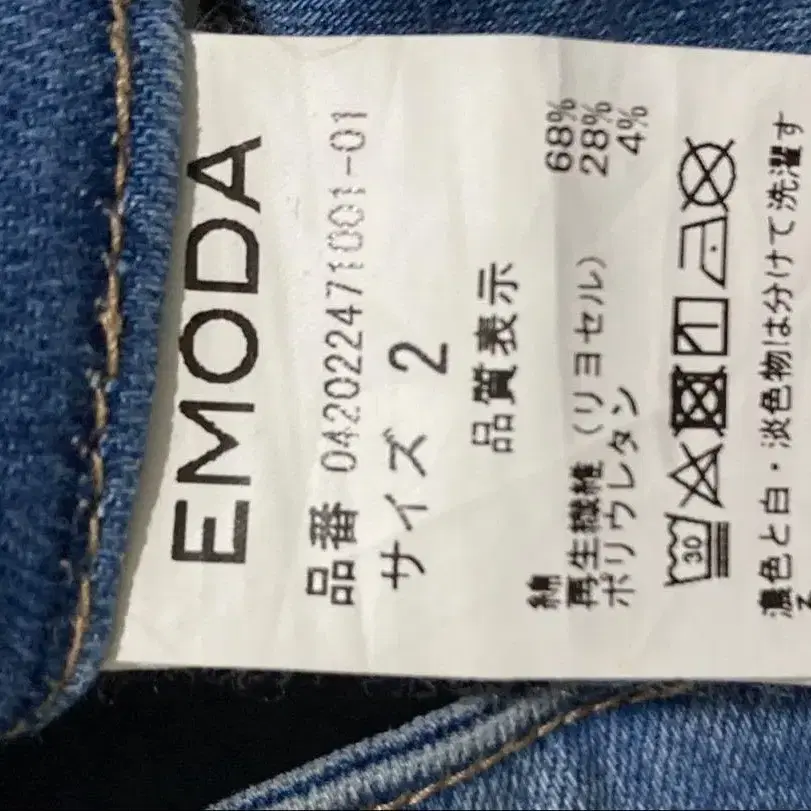 EMODA
品番 0420224710​01-01
サイズ 2
品質表示
綿 68%
再生繊維(リヨセル) 28%
ポリウレタン 4%
30
濃色と白・淡色物は分けて洗濯す